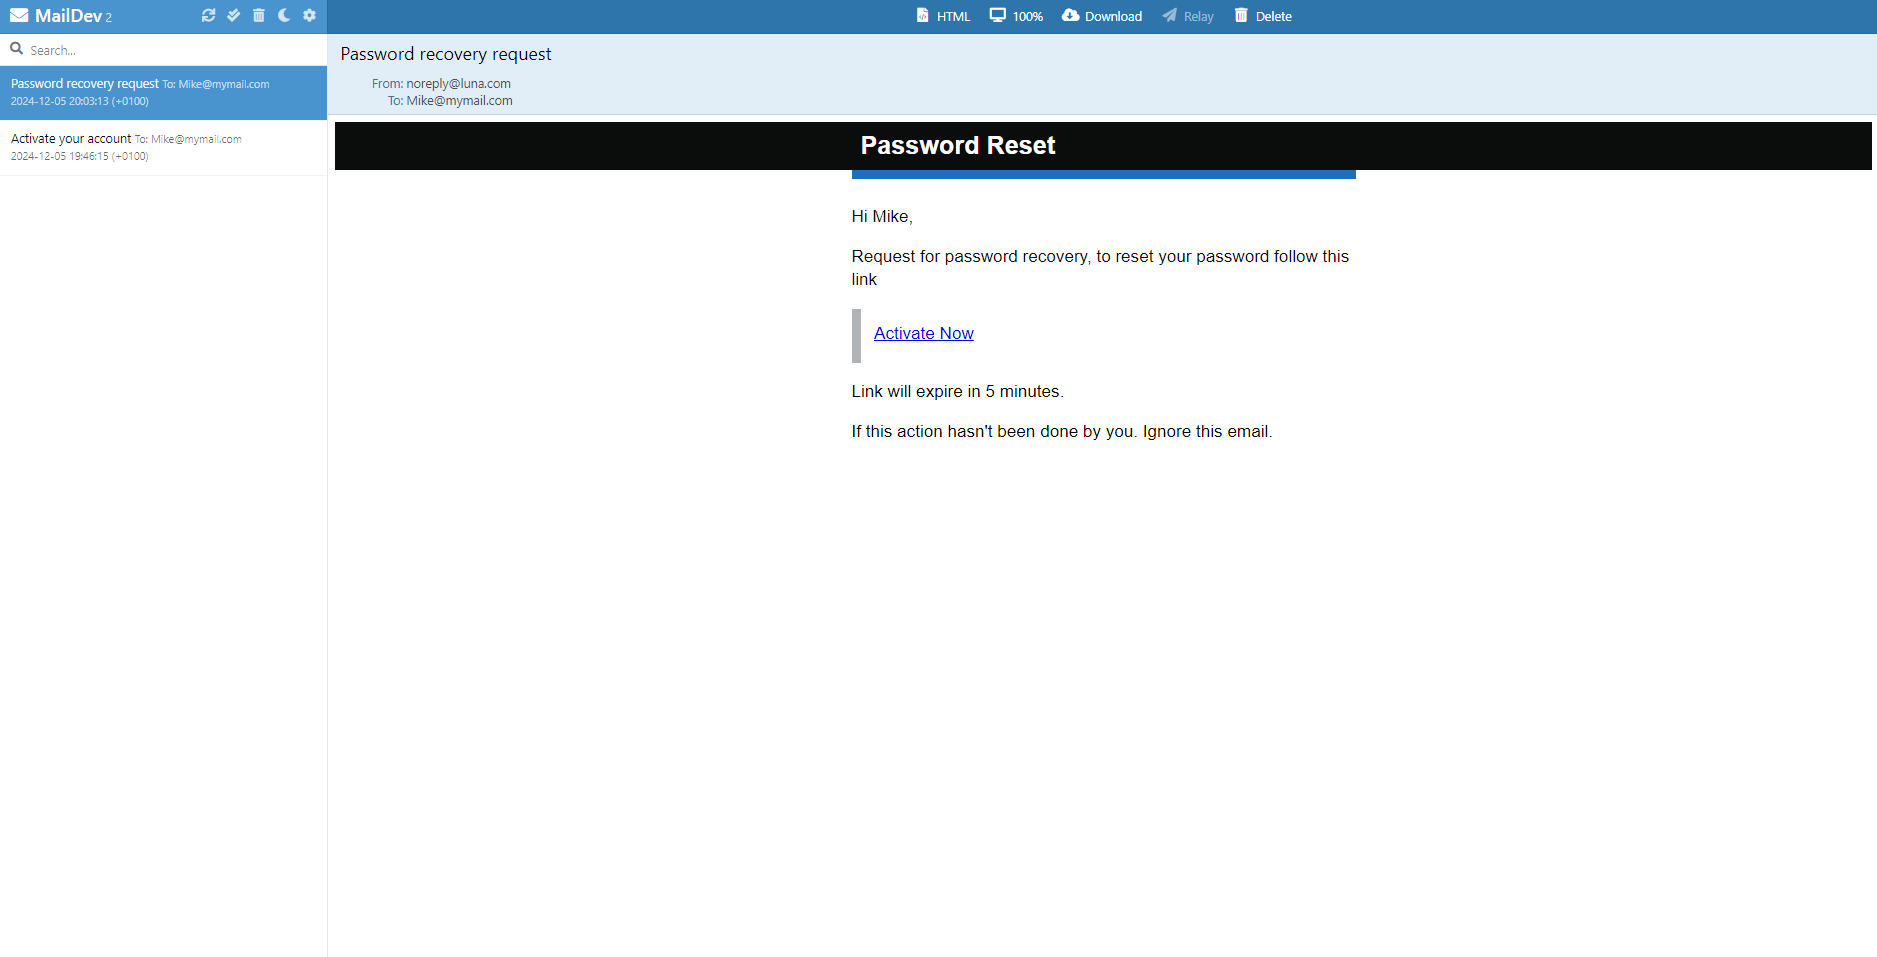 MailDev 2
HTML 100% Download Relay Delete
Search...
Password recovery request To: Mike@mymail.com
2024-12-05 20:03:13 (+0100)
Activate your account To: Mike@mymail.com
2024-12-05 19:46:15 (+0100)
Password recovery request
From: noreply@luna.com
To: Mike@mymail.com
Password Reset
Hi Mike,
Request for password recovery, to reset your password follow this
link
Activate Now
Link will expire in 5 minutes.
If this action hasn't been done by you. Ignore this email.